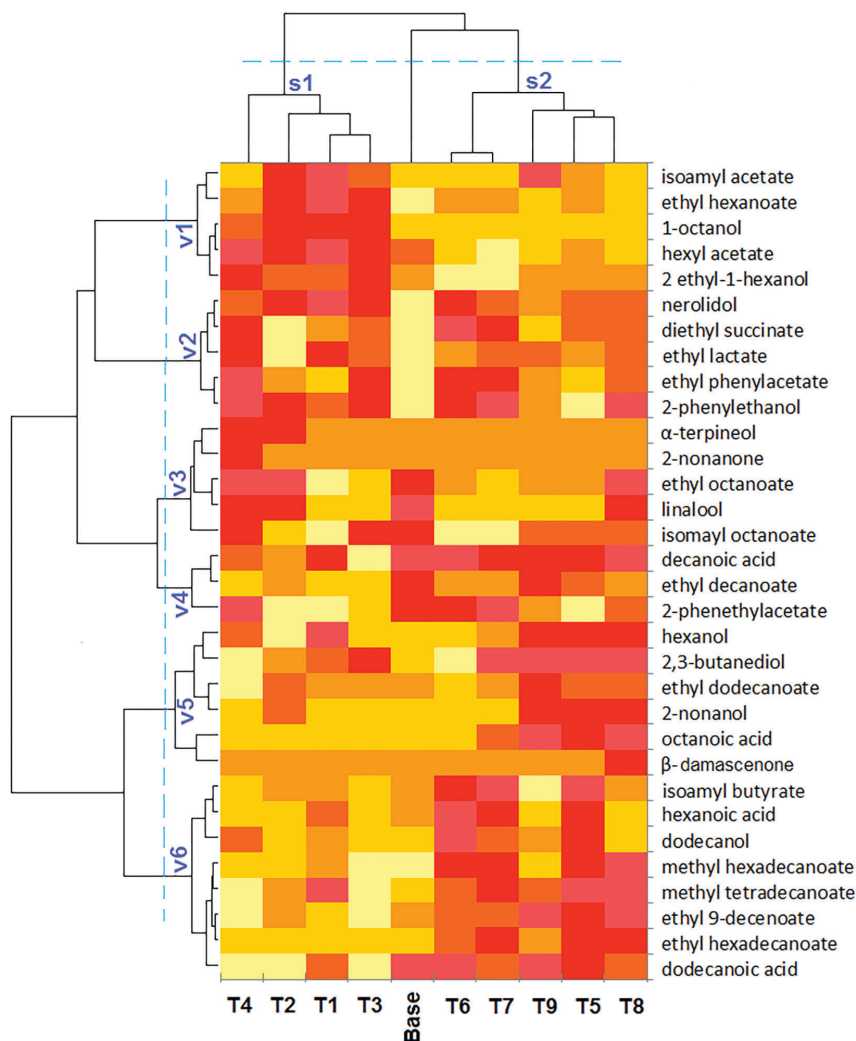 s1
s2
v1
v2
v3
v4
v5
v6
isoamyl acetate
ethyl hexanoate
1-octanol
hexyl acetate
2 ethyl-1-hexanol
nerolidol
diethyl succinate
ethyl lactate
ethyl phenylacetate
2-phenylethanol
α-terpineol
2-nonanone
ethyl octanoate
linalool
isomayl octanoate
decanoic acid
ethyl decanoate
2-phenethylacetate
hexanol
2,3-butanediol
ethyl dodecanoate
2-nonanol
octanoic acid
β-damascenone
isoamyl butyrate
hexanoic acid
dodecanol
methyl hexadecanoate
methyl tetradecanoate
ethyl 9-decenoate
ethyl hexadecanoate
dodecanoic acid
T4 T2 T1 T3 Base T6 T7 T9 T5 T8